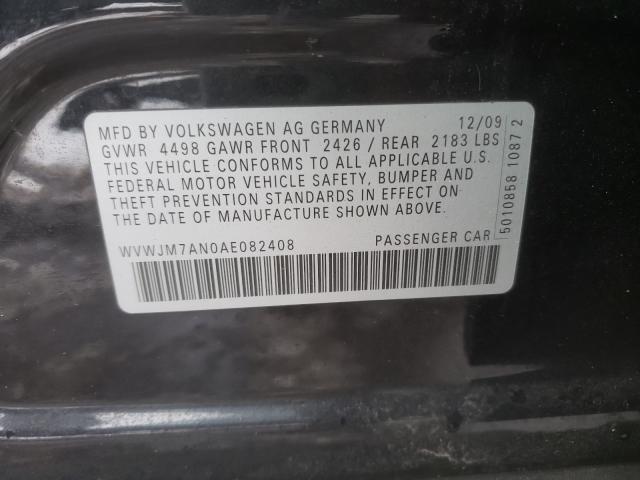 MFD BY VOLKSWAGEN AG GERMANY 12/09
GVWR 4498 GAWR FRONT 2426 / REAR 2183 LBS
THIS VEHICLE CONFORMS TO ALL APPLICABLE U.S.
FEDERAL MOTOR VEHICLE SAFETY, BUMPER AND
THEFT PREVENTION STANDARDS IN EFFECT ON
THE DATE OF MANUFACTURE SHOWN ABOVE.
WVWJM7AN0AE082408 PASSENGER CAR
5010858 1087 2